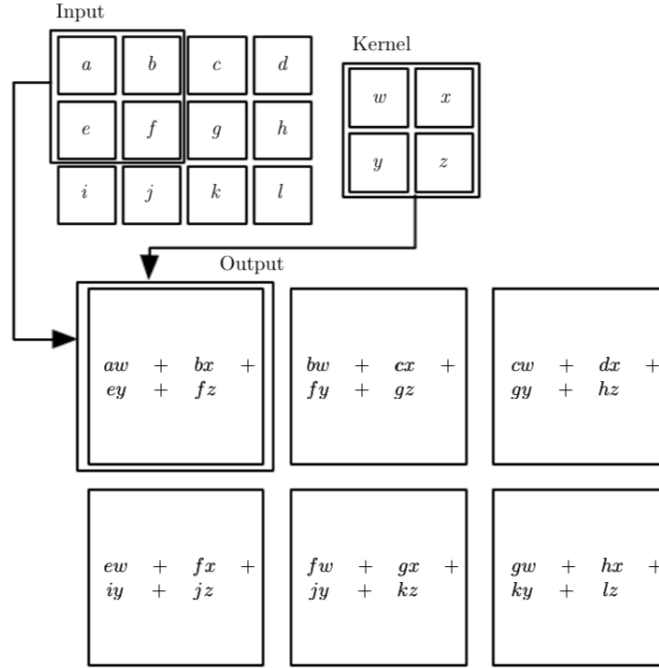 Input
a b c d
Kernel
w x
e f g h
y z
i j k l
Output
aw + bx +
ey + fz
bw + cx +
fy + gz
cw + dx +
gy + hz
ew + fx +
iy + jz
fw + gx +
jy + kz
gw + hx +
ky + lz